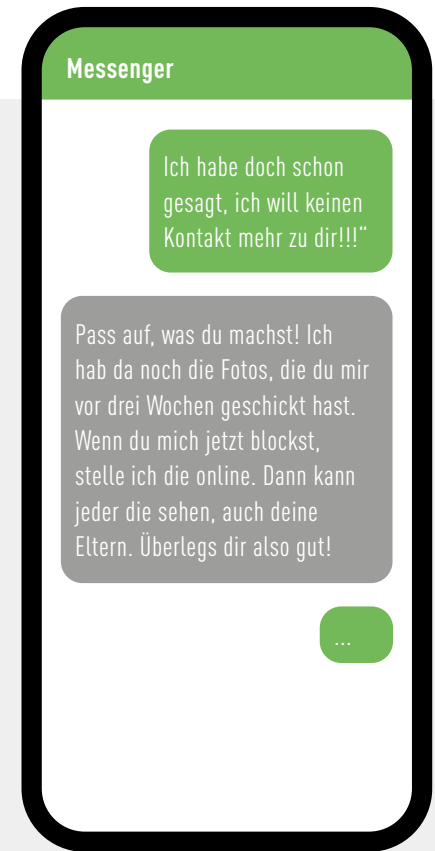 Messenger
Ich habe doch schon
gesagt, ich will keinen
Kontakt mehr zu dir!!!“
Pass auf, was du machst! Ich
hab da noch die Fotos, die du mir
vor drei Wochen geschickt hast.
Wenn du mich jetzt blockst,
stelle ich die online. Dann kann
jeder die sehen, auch deine
Eltern. Überlegs dir also gut!
...